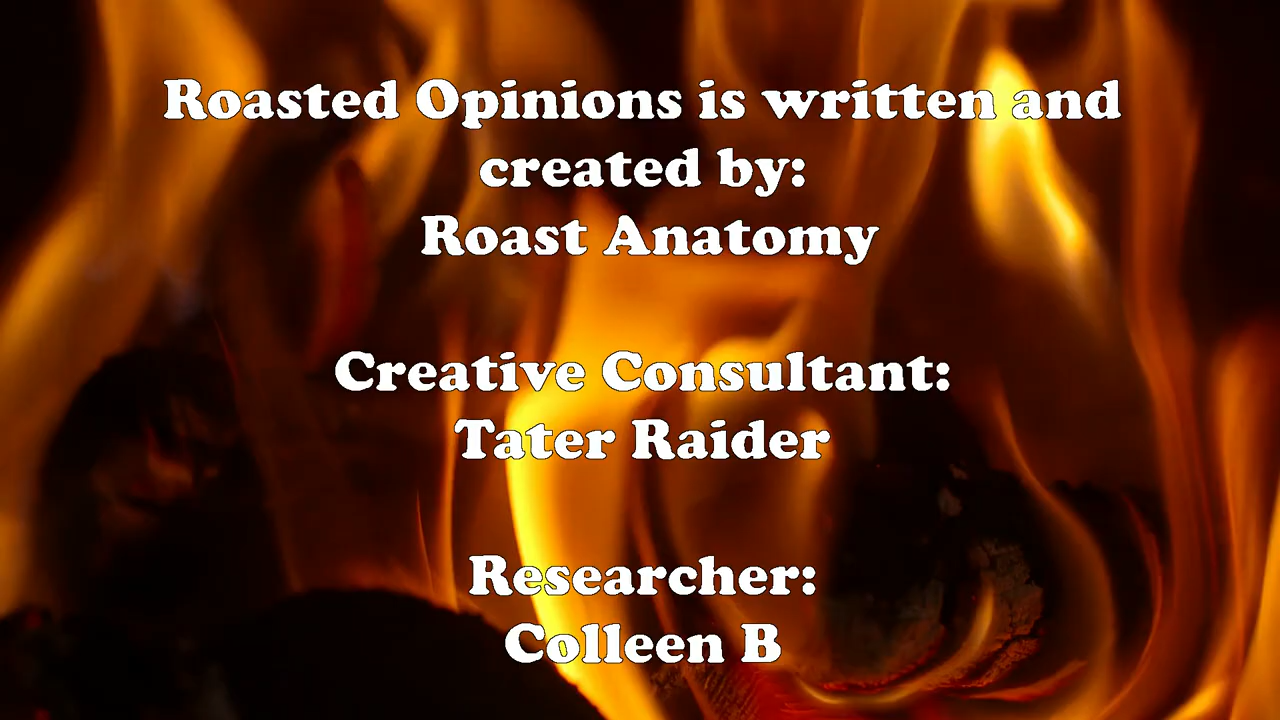 Roasted Opinions is written and
created by:
Roast Anatomy
Creative Consultant:
Tater Raider
Researcher:
Colleen B